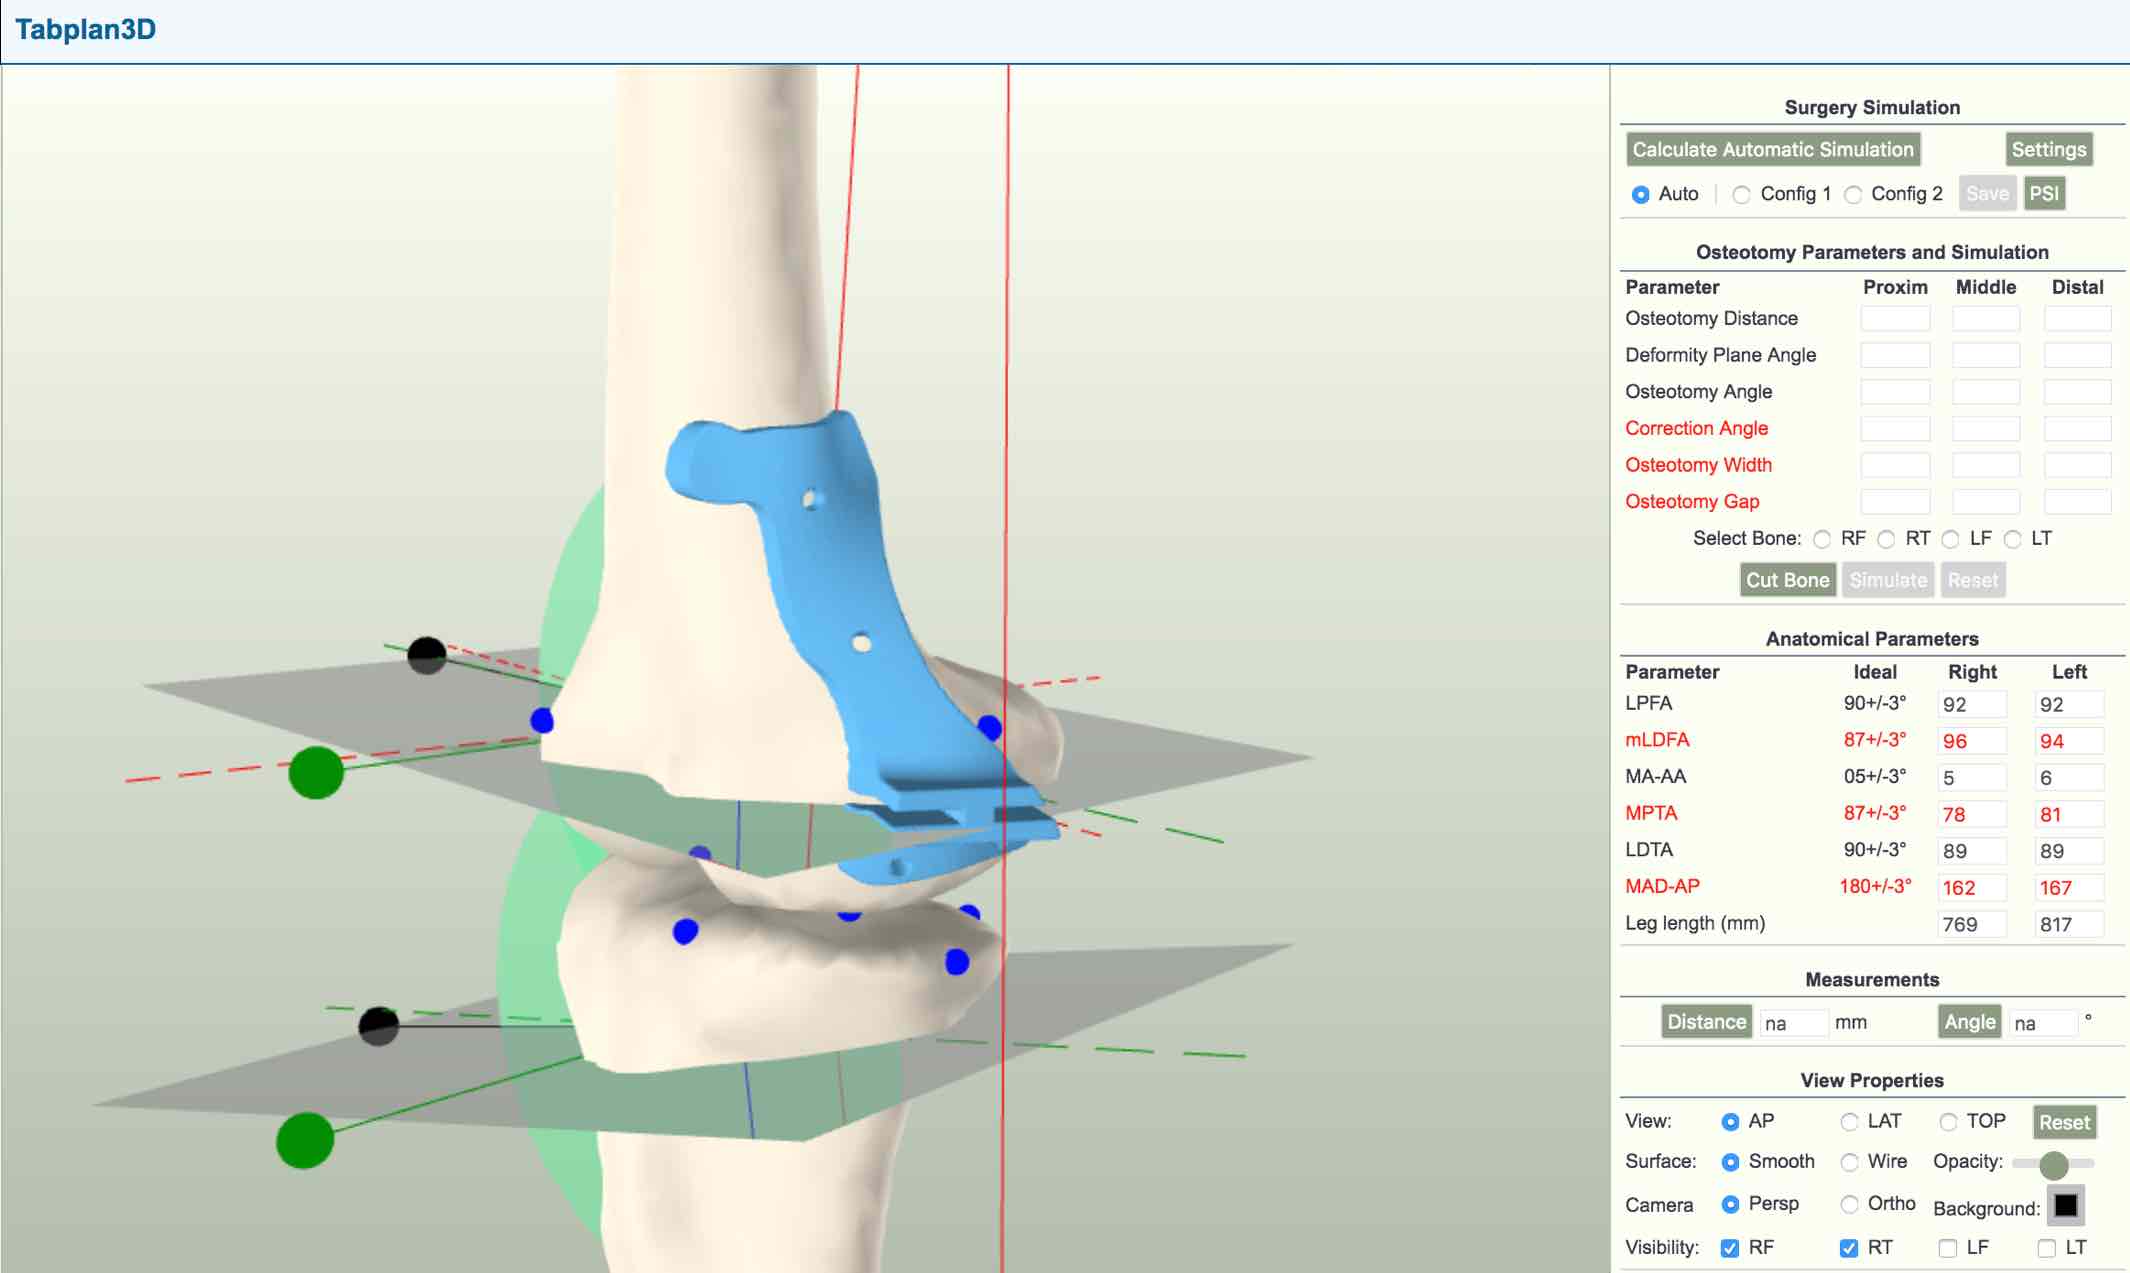 Tabplan3D
Surgery Simulation
Calculate Automatic Simulation Settings
Auto | Config 1 Config 2 Save PSI
Osteotomy Parameters and Simulation
Parameter Proxim Middle Distal
Osteotomy Distance
Deformity Plane Angle
Osteotomy Angle
Correction Angle
Osteotomy Width
Osteotomy Gap
Select Bone: RF RT LF LT
Cut Bone Simulate Reset
Anatomical Parameters
Parameter Ideal Right Left
LPFA 90+/-3° 92 92
mLDFA 87+/-3° 96 94
MA-AA 05+/-3° 5 6
MPTA 87+/-3° 78 81
LDTA 90+/-3° 89 89
MAD-AP 180+/-3° 162 167
Leg length (mm) 769 817
Measurements
Distance na mm Angle na °
View Properties
View: AP LAT TOP Reset
Surface: Smooth Wire Opacity:
Camera Persp Ortho Background:
Visibility: RF RT LF LT